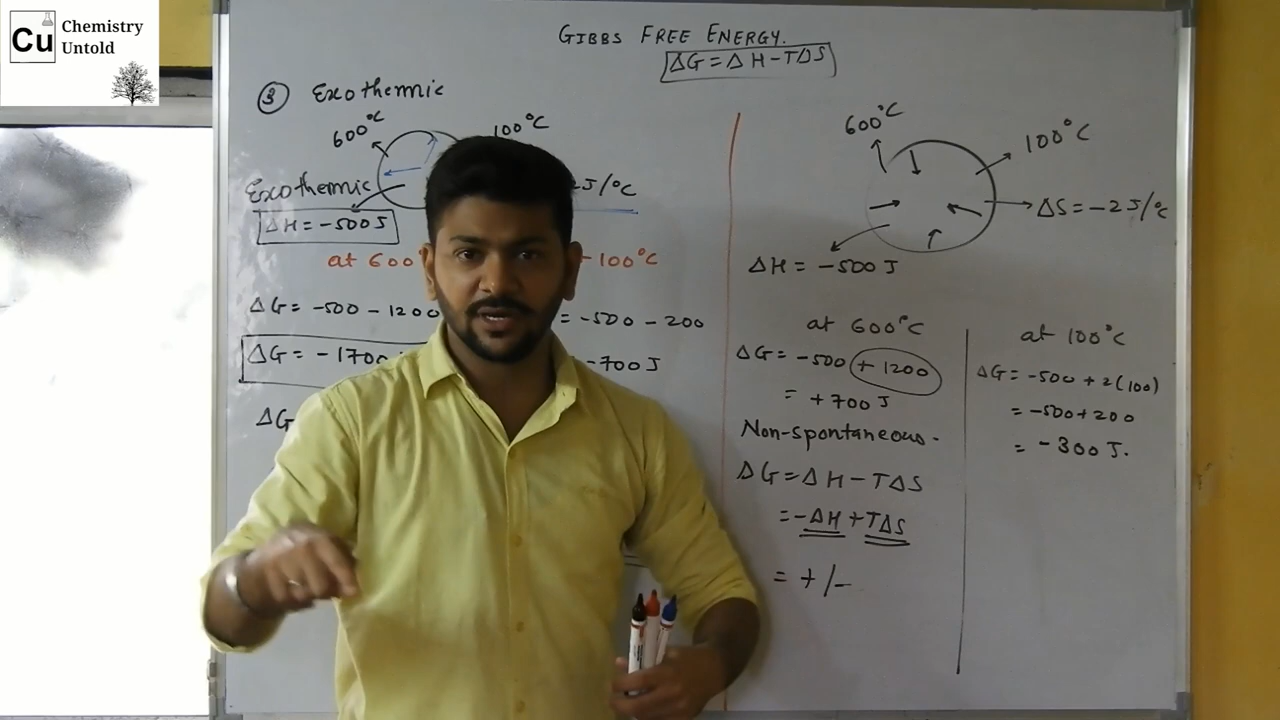 Cu
Chemistry
Untold
GIBBS FREE ENERGY.
ΔG = ΔH - TΔS
③ Exothermic
600°C
100°C
Exothermic
J/°C
ΔH = -500 J
at 600°
100°C
ΔG = -500 - 1200
= -500 - 200
ΔG = - 1700
-700 J
ΔG
600°C
100°C
ΔS = -2 J/°C
ΔH = -500 J
at 600°C
ΔG = -500 + 1200
= +700 J
Non-spontaneous.
ΔG = ΔH - TΔS
= -ΔH + TΔS
= +/-
at 100°C
ΔG = -500 + 2(100)
= -500 + 200
= -300 J.